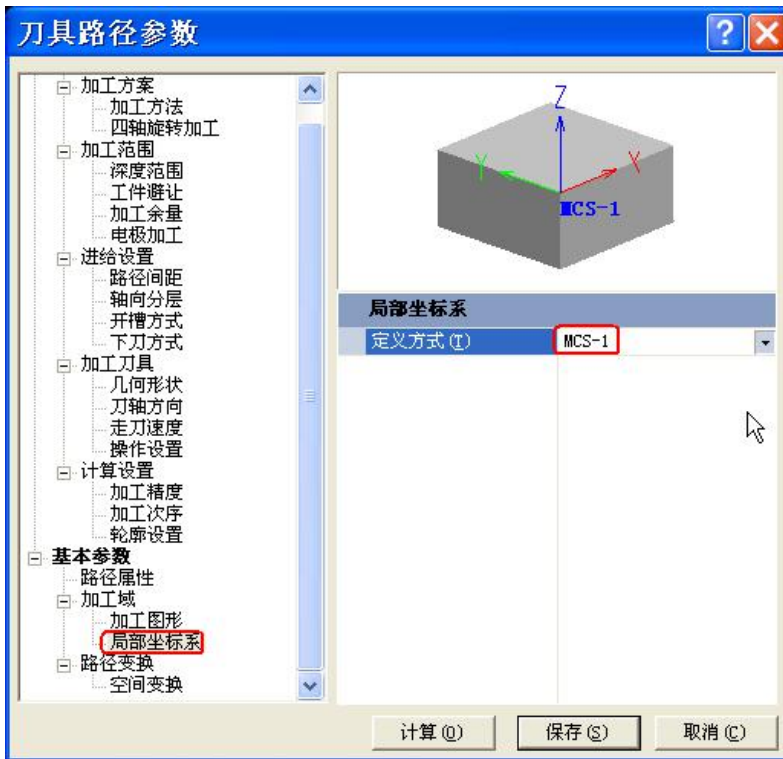 刀具路径参数
加工方案
加工方法
四轴旋转加工
加工范围
深度范围
工件避让
加工余量
电极加工
进给设置
路径间距
轴向分层
开槽方式
下刀方式
加工刀具
几何形状
刀轴方向
走刀速度
操作设置
计算设置
加工精度
加工次序
轮廓设置
基本参数
路径属性
加工域
加工图形
局部坐标系
路径变换
空间变换
Z
Y
X
MCS-1
局部坐标系
定义方式(T) MCS-1
计算(O) 保存(S) 取消(C)